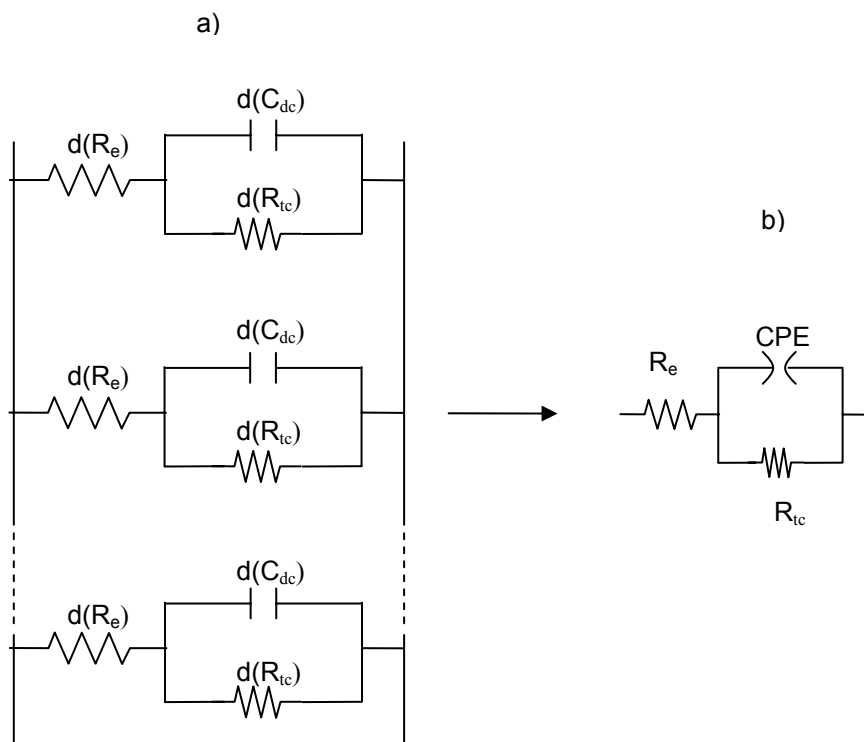 a)
d(C_dc)
d(R_e)
d(R_tc)
d(C_dc)
d(R_e)
d(R_tc)
d(C_dc)
d(R_e)
d(R_tc)
b)
CPE
R_e
R_tc